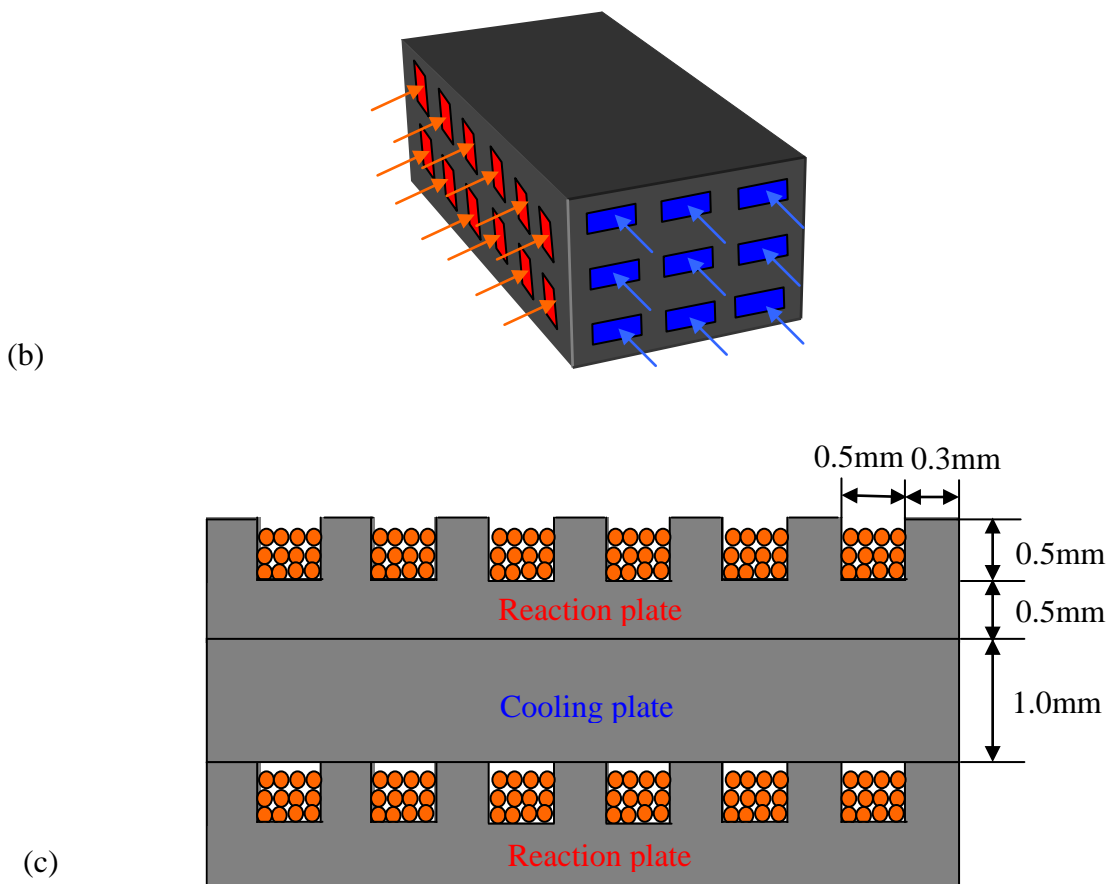 (b)
0.5mm 0.3mm
0.5mm
Reaction plate
0.5mm
Cooling plate
1.0mm
Reaction plate
(c)